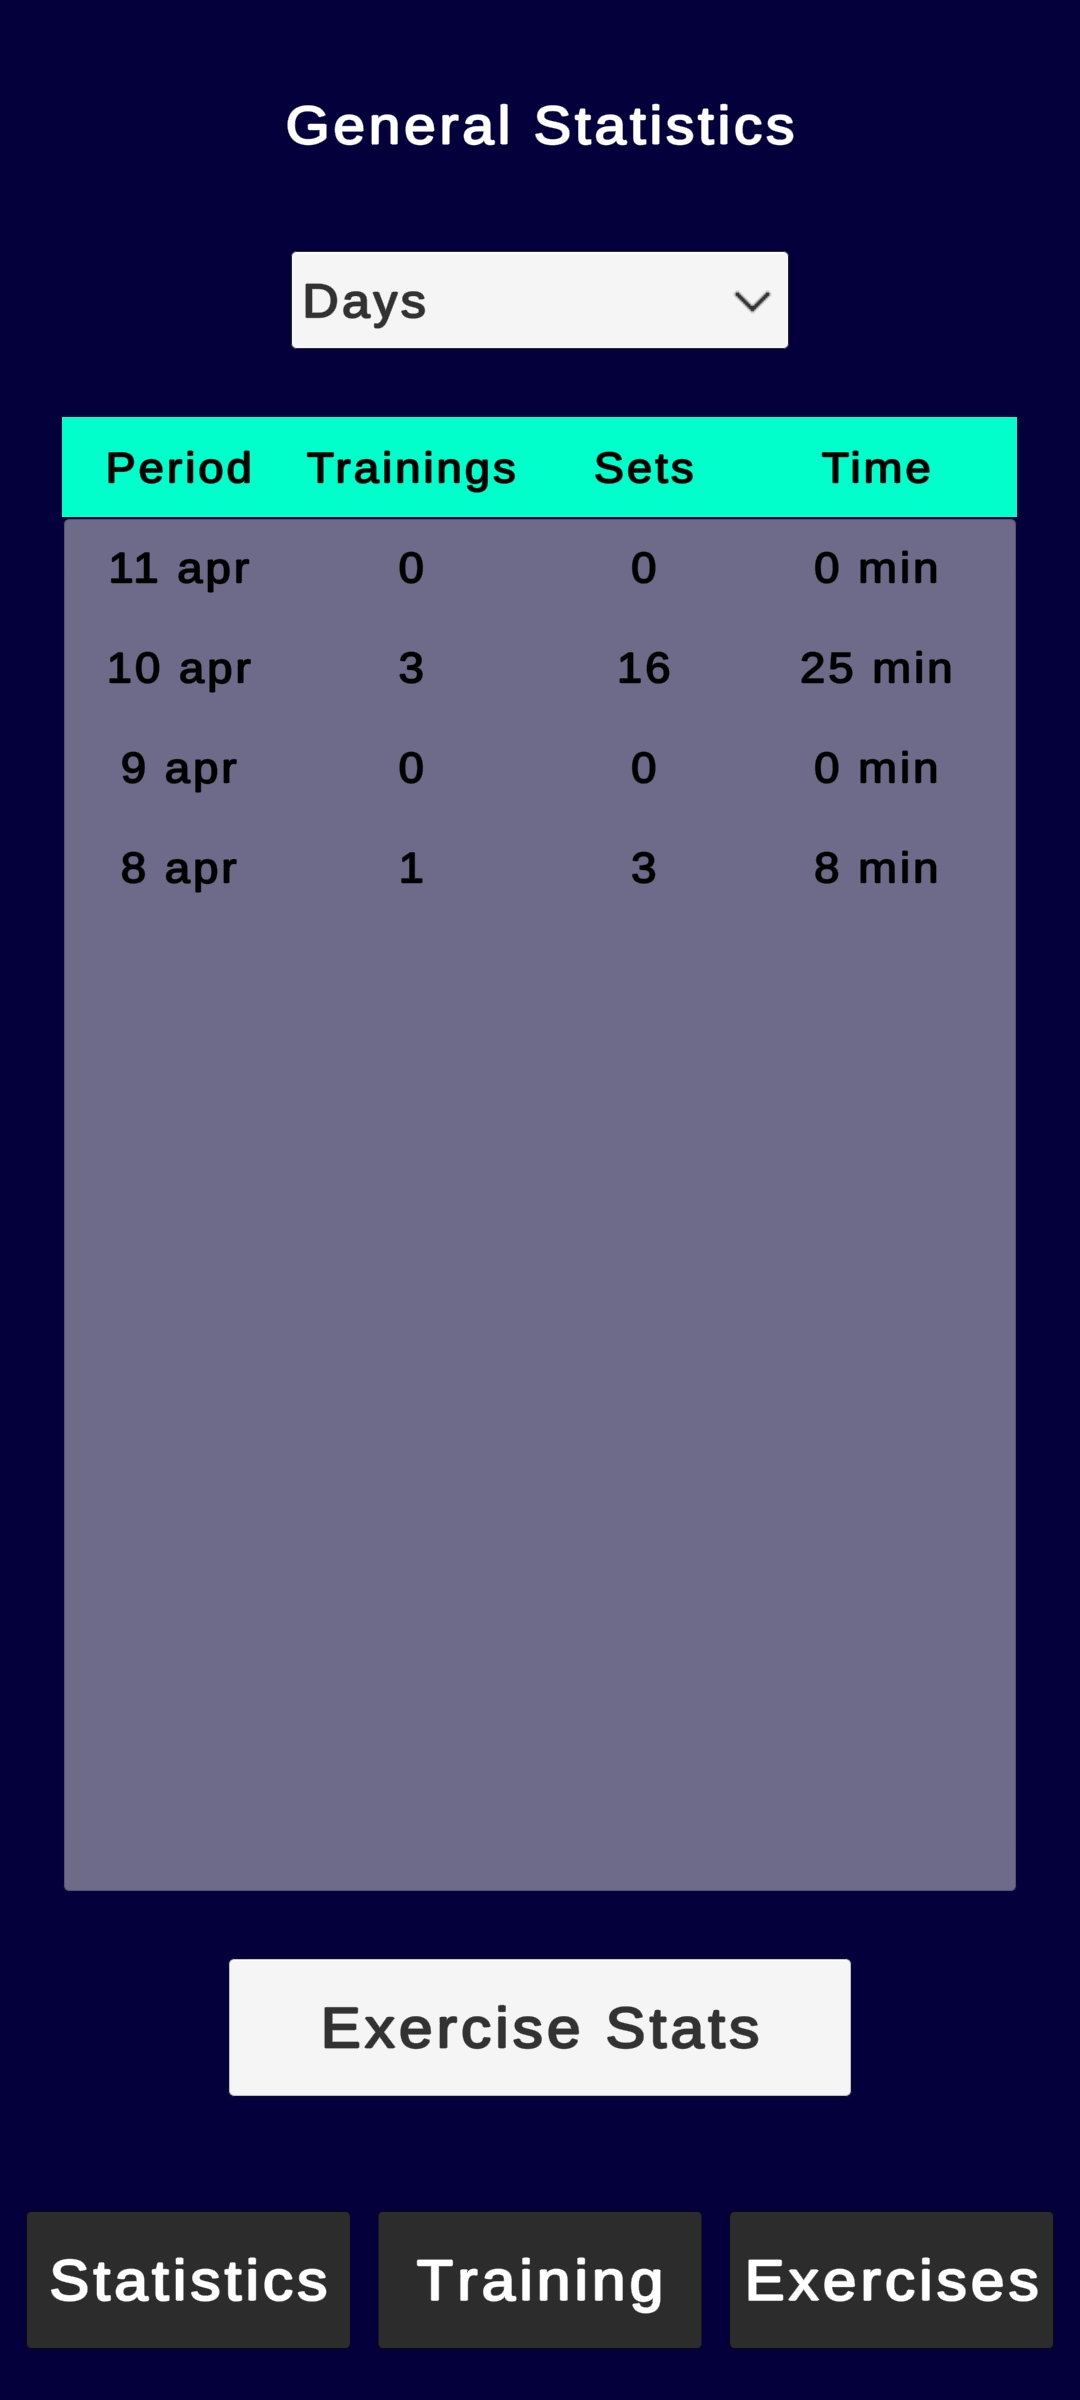 General Statistics
Days
Period Trainings Sets Time
11 apr 0 0 0 min
10 apr 3 16 25 min
9 apr 0 0 0 min
8 apr 1 3 8 min
Exercise Stats
Statistics Training Exercises